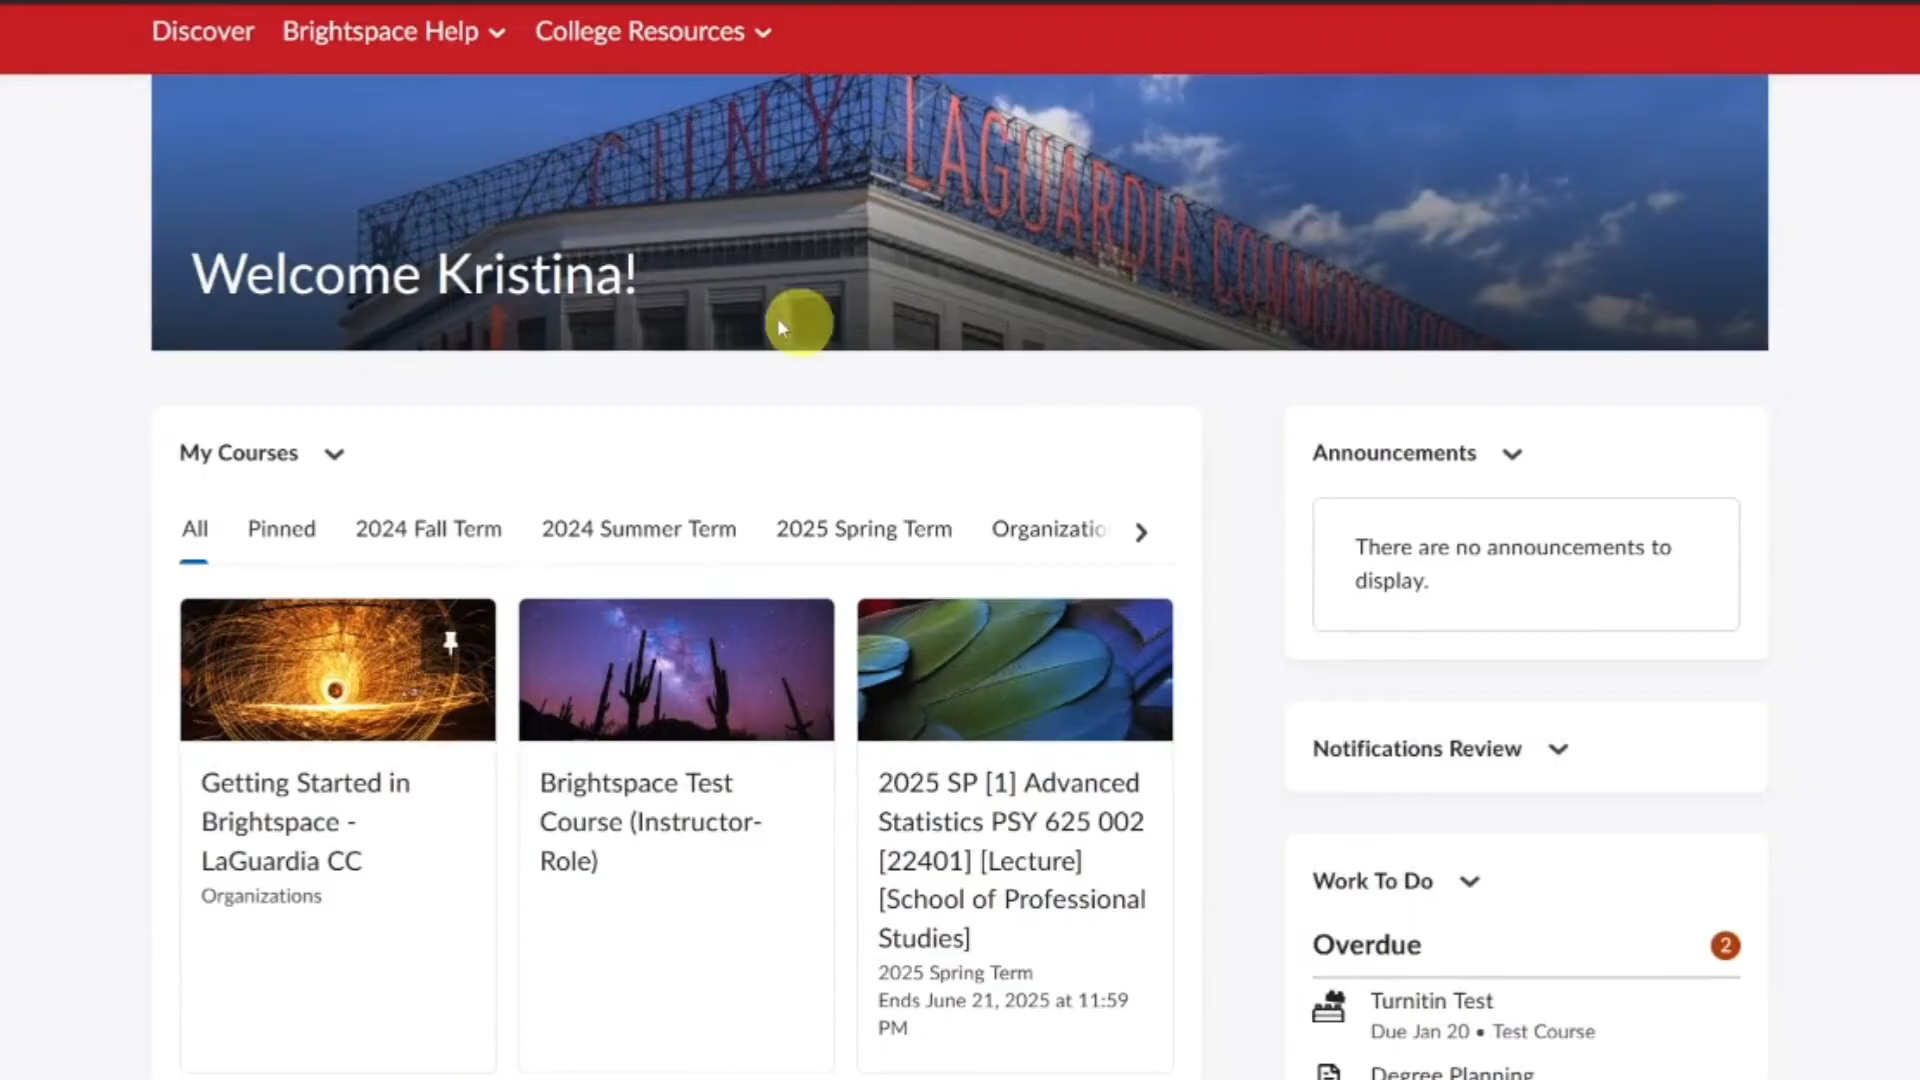 Discover Brightspace Help College Resources
CUNY LAGUARDIA COMMUNITY CO
Welcome Kristina!
My Courses
All Pinned 2024 Fall Term 2024 Summer Term 2025 Spring Term Organizatio
Getting Started in
Brightspace -
LaGuardia CC
Organizations
Brightspace Test
Course (Instructor-
Role)
2025 SP [1] Advanced
Statistics PSY 625 002
[22401] [Lecture]
[School of Professional
Studies]
2025 Spring Term
Ends June 21, 2025 at 11:59
PM
Announcements
There are no announcements to
display.
Notifications Review
Work To Do
Overdue 2
Turnitin Test
Due Jan 20 • Test Course
Degree Planning